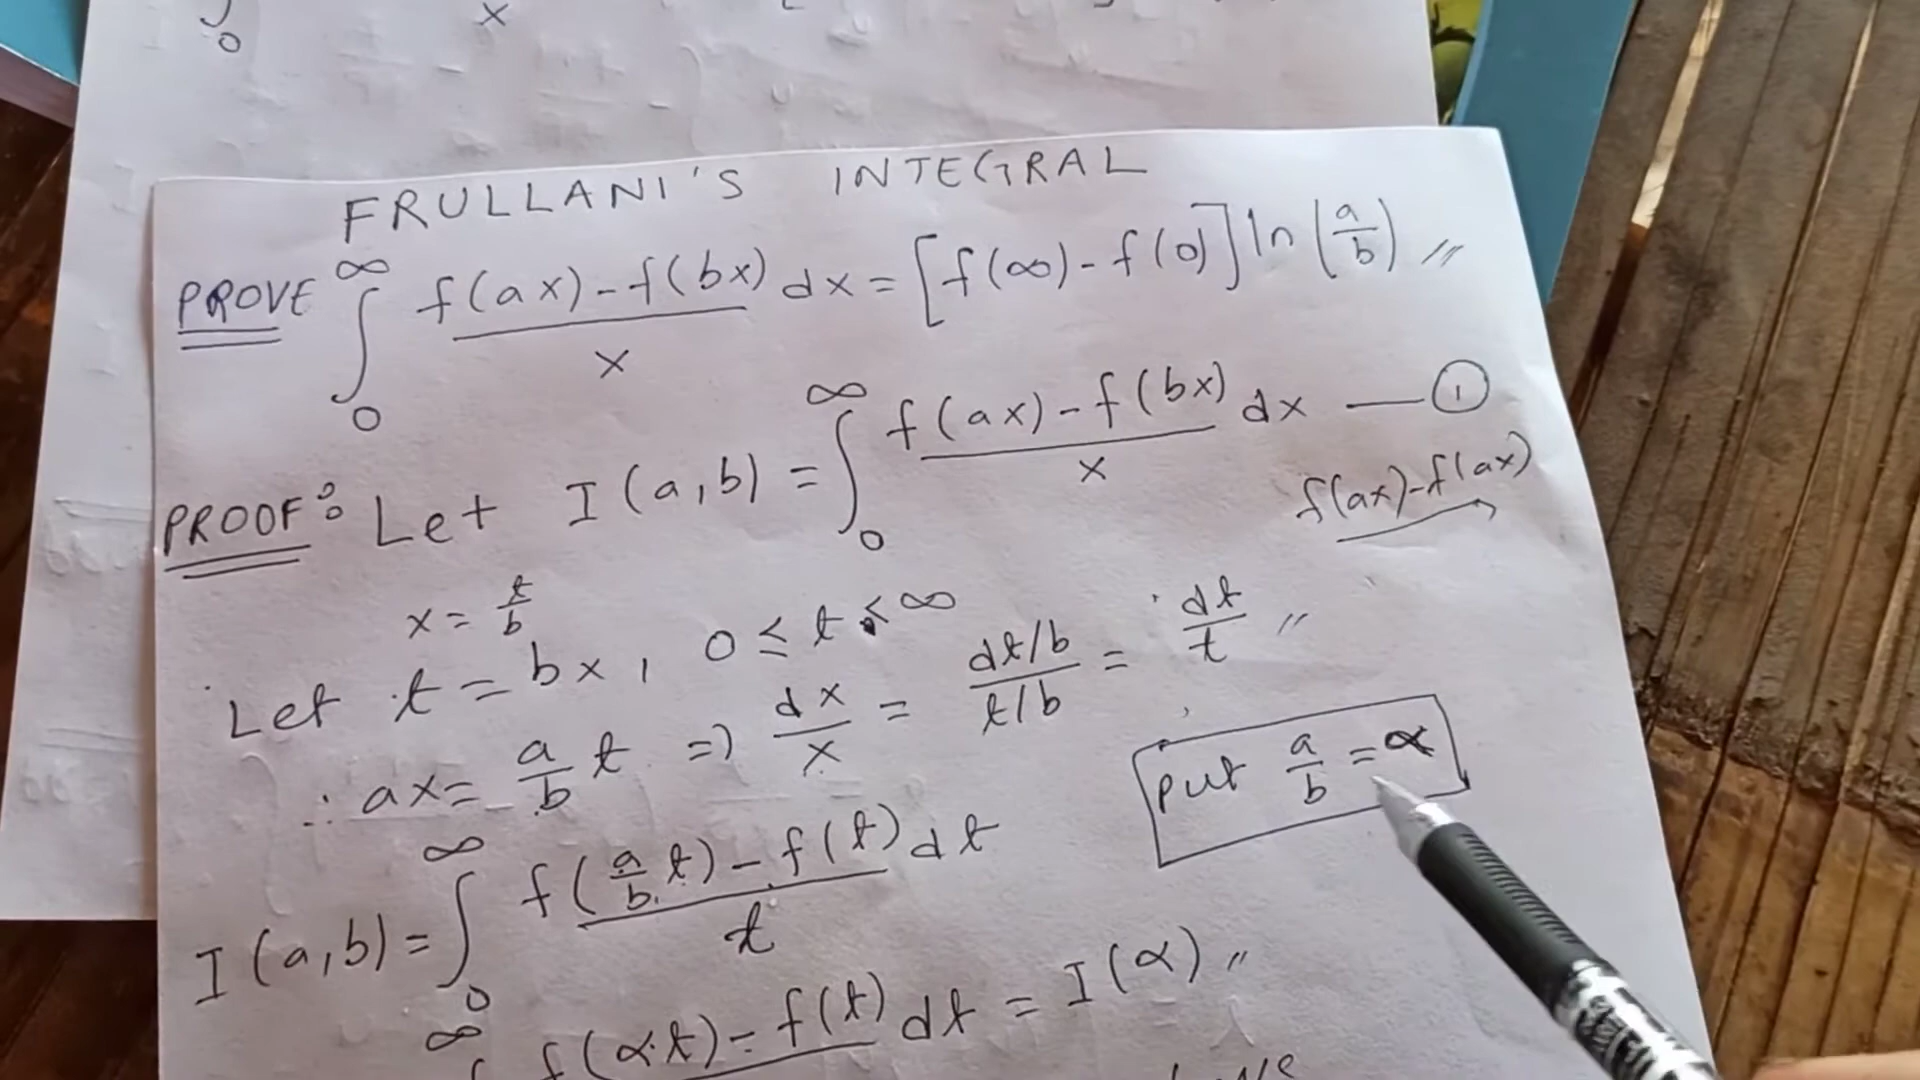 FRULLANI'S INTEGRAL
PROVE ∫₀^∞ (f(ax)-f(bx))/x dx = [f(∞)-f(0)] ln(a/b) //
PROOF: Let I(a,b) = ∫₀^∞ (f(ax)-f(bx))/x dx — ①
f(ax)-f(ax)
x = t/b
Let t = bx, 0 ≤ t < ∞
∴ ax = a/b t => dx/x = (dt/b)/(t/b) = dt/t //
put a/b = α
I(a,b) = ∫₀^∞ (f(a/b t)-f(t))/t dt
∞ f(αt)-f(t) dt = I(α) //